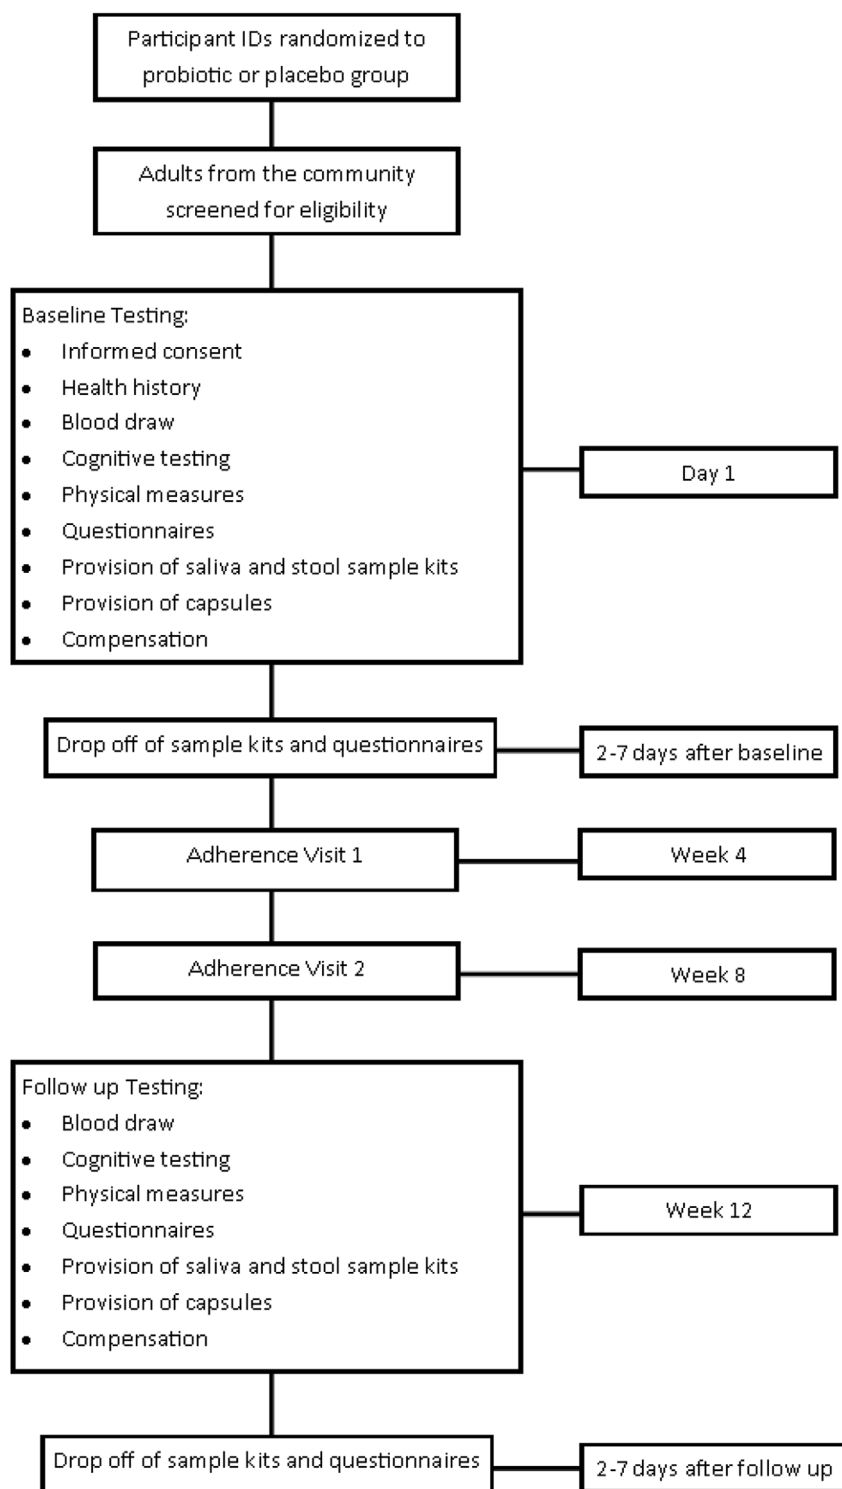 Participant IDs randomized to
probiotic or placebo group
Adults from the community
screened for eligibility
Baseline Testing:
• Informed consent
• Health history
• Blood draw
• Cognitive testing
• Physical measures
• Questionnaires
• Provision of saliva and stool sample kits
• Provision of capsules
• Compensation
Day 1
Drop off of sample kits and questionnaires
2-7 days after baseline
Adherence Visit 1
Week 4
Adherence Visit 2
Week 8
Follow up Testing:
• Blood draw
• Cognitive testing
• Physical measures
• Questionnaires
• Provision of saliva and stool sample kits
• Provision of capsules
• Compensation
Week 12
Drop off of sample kits and questionnaires
2-7 days after follow up